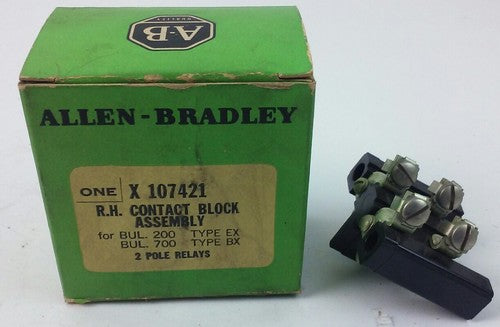 A-B
QUALITY
ALLEN-BRADLEY
ONE X 107421
R.H. CONTACT BLOCK
ASSEMBLY
for BUL. 200 TYPE EX
BUL. 700 TYPE BX
2 POLE RELAYS